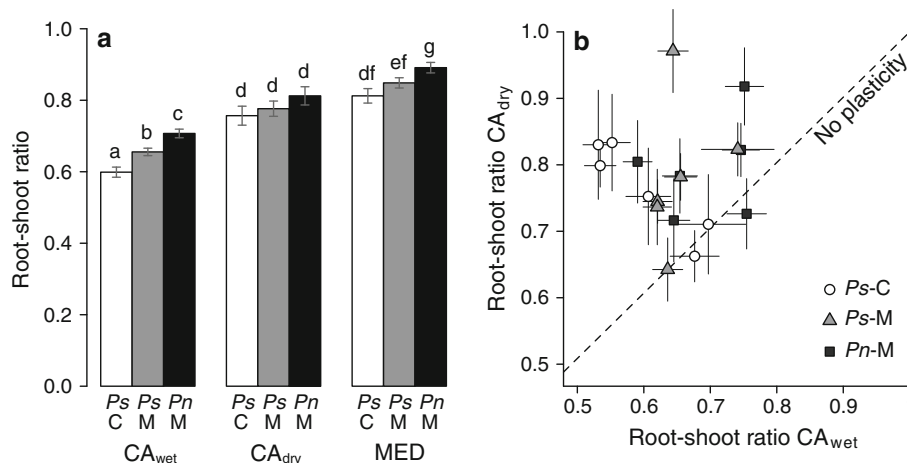 a
Root-shoot ratio
1.0
0.8
0.6
0.4
0.2
0.0
a b c
d d d
df ef g
Ps Ps Pn
C M M
Ps Ps Pn
C M M
Ps Ps Pn
C M M
CAwet CAdry MED
b
Root-shoot ratio CAdry
1.0
0.9
0.8
0.7
0.6
0.5
No plasticity
Ps-C
Ps-M
Pn-M
0.5 0.6 0.7 0.8 0.9
Root-shoot ratio CAwet